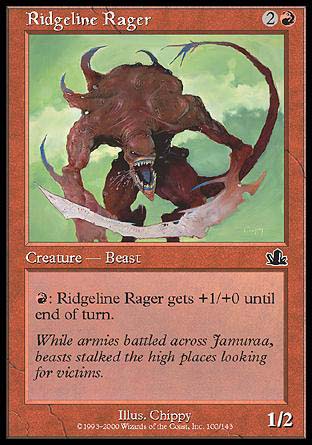 Ridgeline Rager 2
Chippy
Creature — Beast
: Ridgeline Rager gets +1/+0 until
end of turn.
While armies battled across Jamuraa,
beasts stalked the high places looking
for victims.
Illus. Chippy
©1993-2000 Wizards of the Coast, Inc. 100/143
1/2